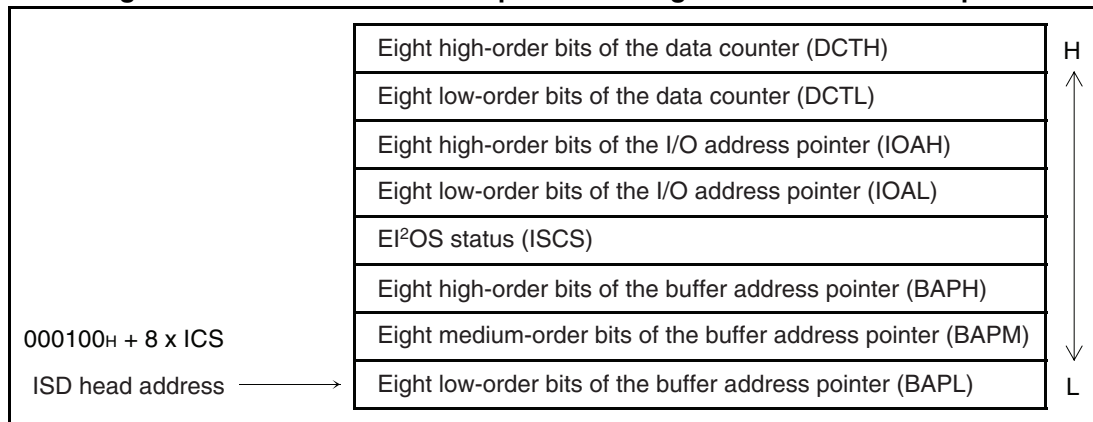 Eight high-order bits of the data counter (DCTH)
H
Eight low-order bits of the data counter (DCTL)
Eight high-order bits of the I/O address pointer (IOAH)
Eight low-order bits of the I/O address pointer (IOAL)
EI²OS status (ISCS)
Eight high-order bits of the buffer address pointer (BAPH)
000100H + 8 x ICS
Eight medium-order bits of the buffer address pointer (BAPM)
ISD head address
Eight low-order bits of the buffer address pointer (BAPL)
L